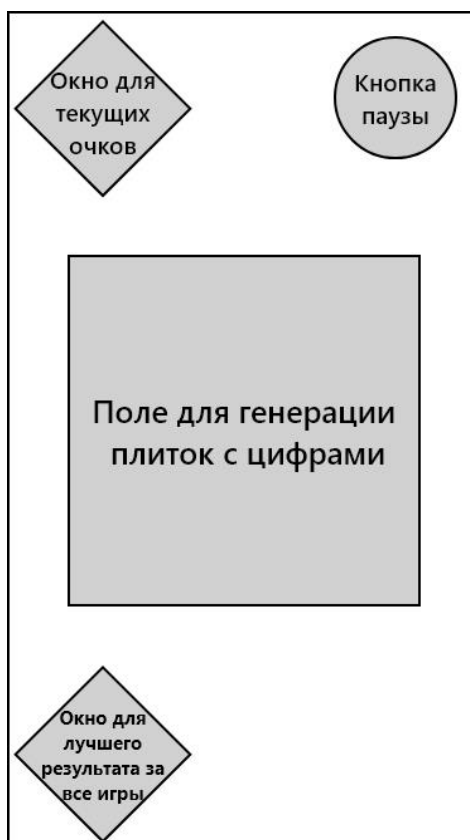 Окно для
текущих
очков
Кнопка
паузы
Поле для генерации
плиток с цифрами
Окно для
лучшего
результата за
все игры